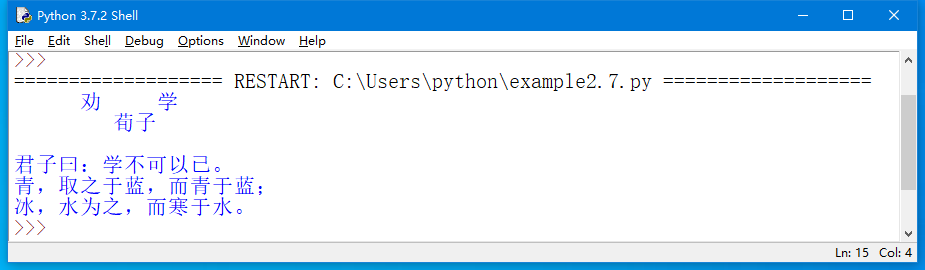 Python 3.7.2 Shell
File Edit Shell Debug Options Window Help
>>>
=================== RESTART: C:\Users\python\example2.7.py ===================
劝 学
荀子
君子曰：学不可以已。
青，取之于蓝，而青于蓝；
冰，水为之，而寒于水。
>>>
Ln: 15 Col: 4